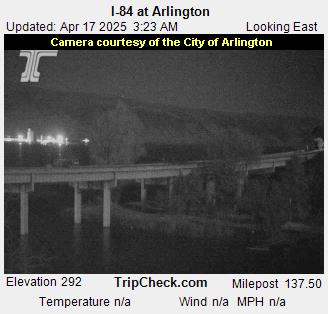 I-84 at Arlington
Updated: Apr 17 2025 3:23 AM Looking East
Camera courtesy of the City of Arlington
Elevation 292 TripCheck.com Milepost 137.50
Temperature n/a Wind n/a MPH n/a